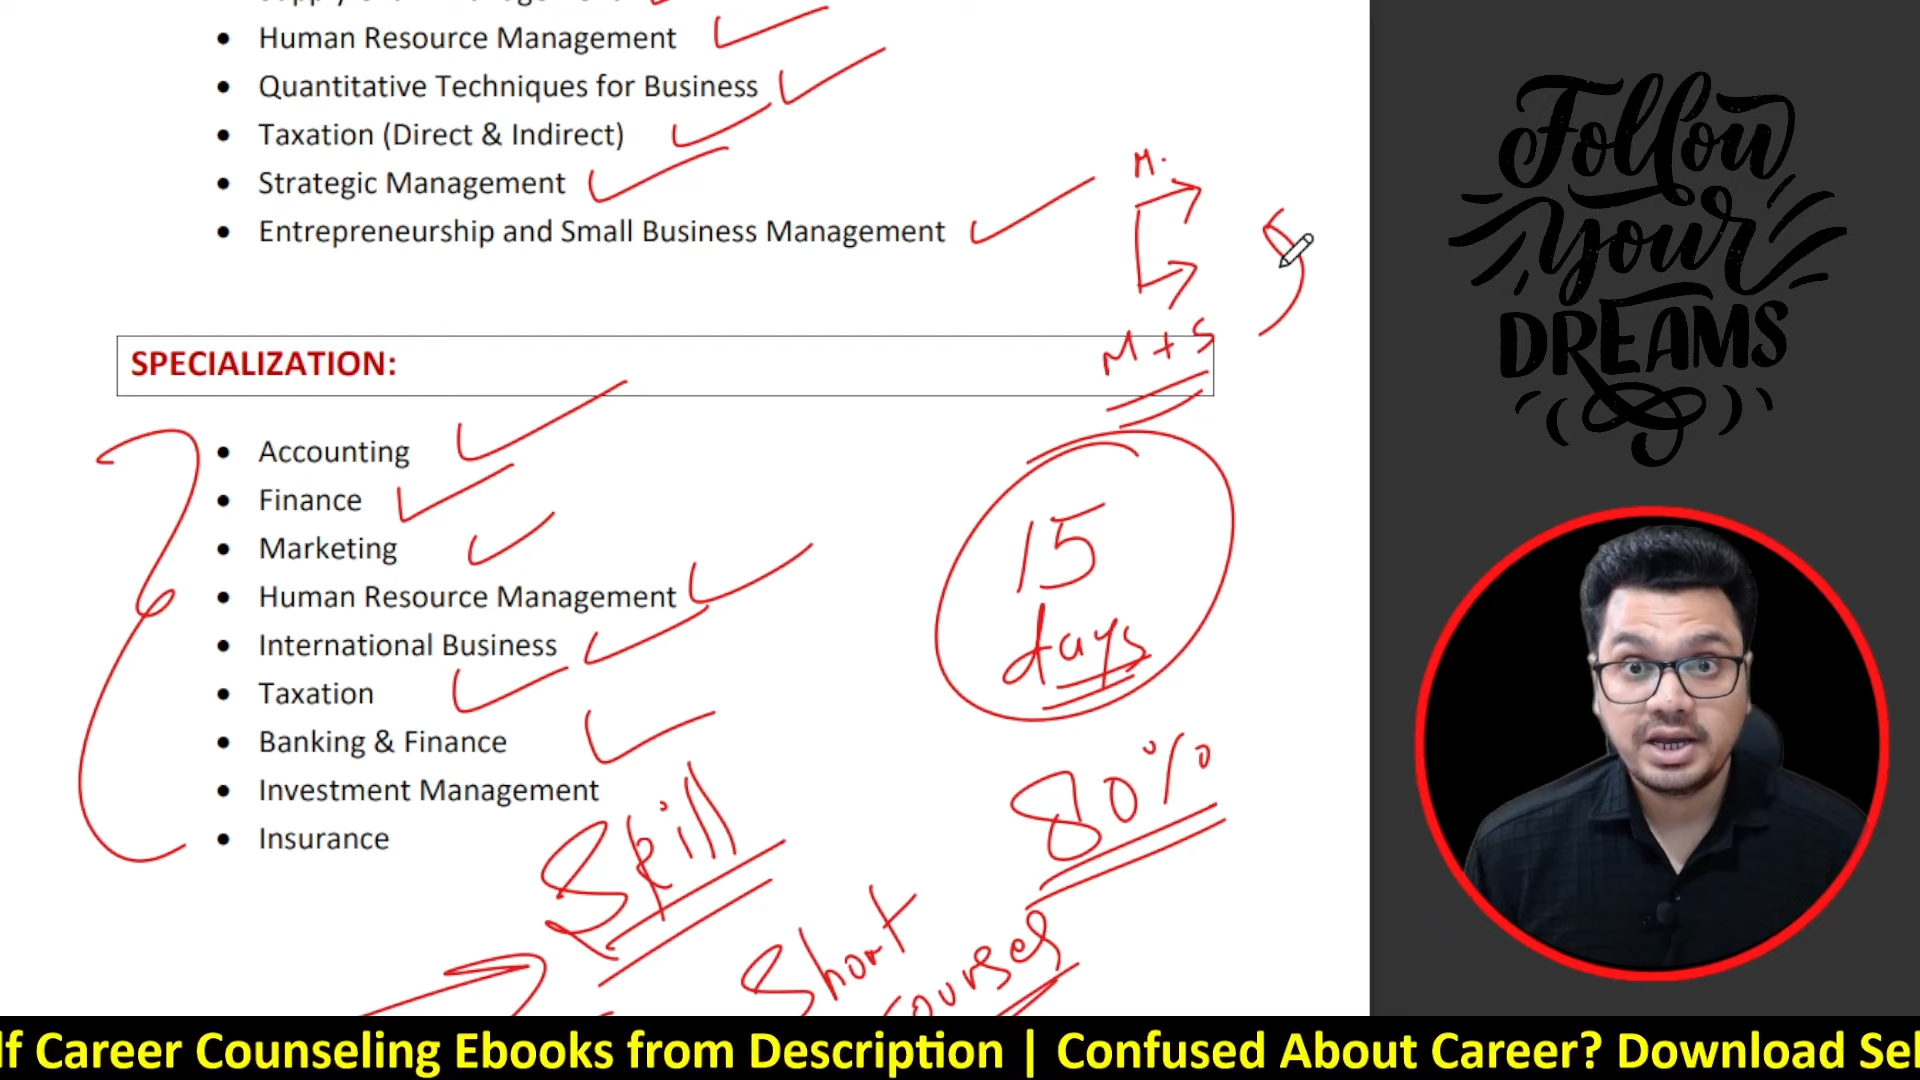 Human Resource Management
Quantitative Techniques for Business
Taxation (Direct & Indirect)
Strategic Management
Entrepreneurship and Small Business Management
M.
M + S
SPECIALIZATION:
Accounting
Finance
Marketing
Human Resource Management
International Business
Taxation
Banking & Finance
Investment Management
Insurance
15
days
80%
Skill
Short
courses
Follow
Your
DREAMS
lf Career Counseling Ebooks from Description | Confused About Career? Download Sel